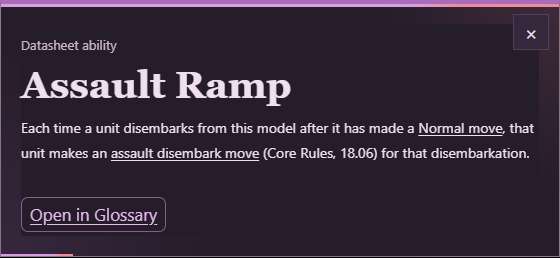 Datasheet ability
×
Assault Ramp
Each time a unit disembarks from this model after it has made a Normal move, that
unit makes an assault disembark move (Core Rules, 18.06) for that disembarkation.
Open in Glossary